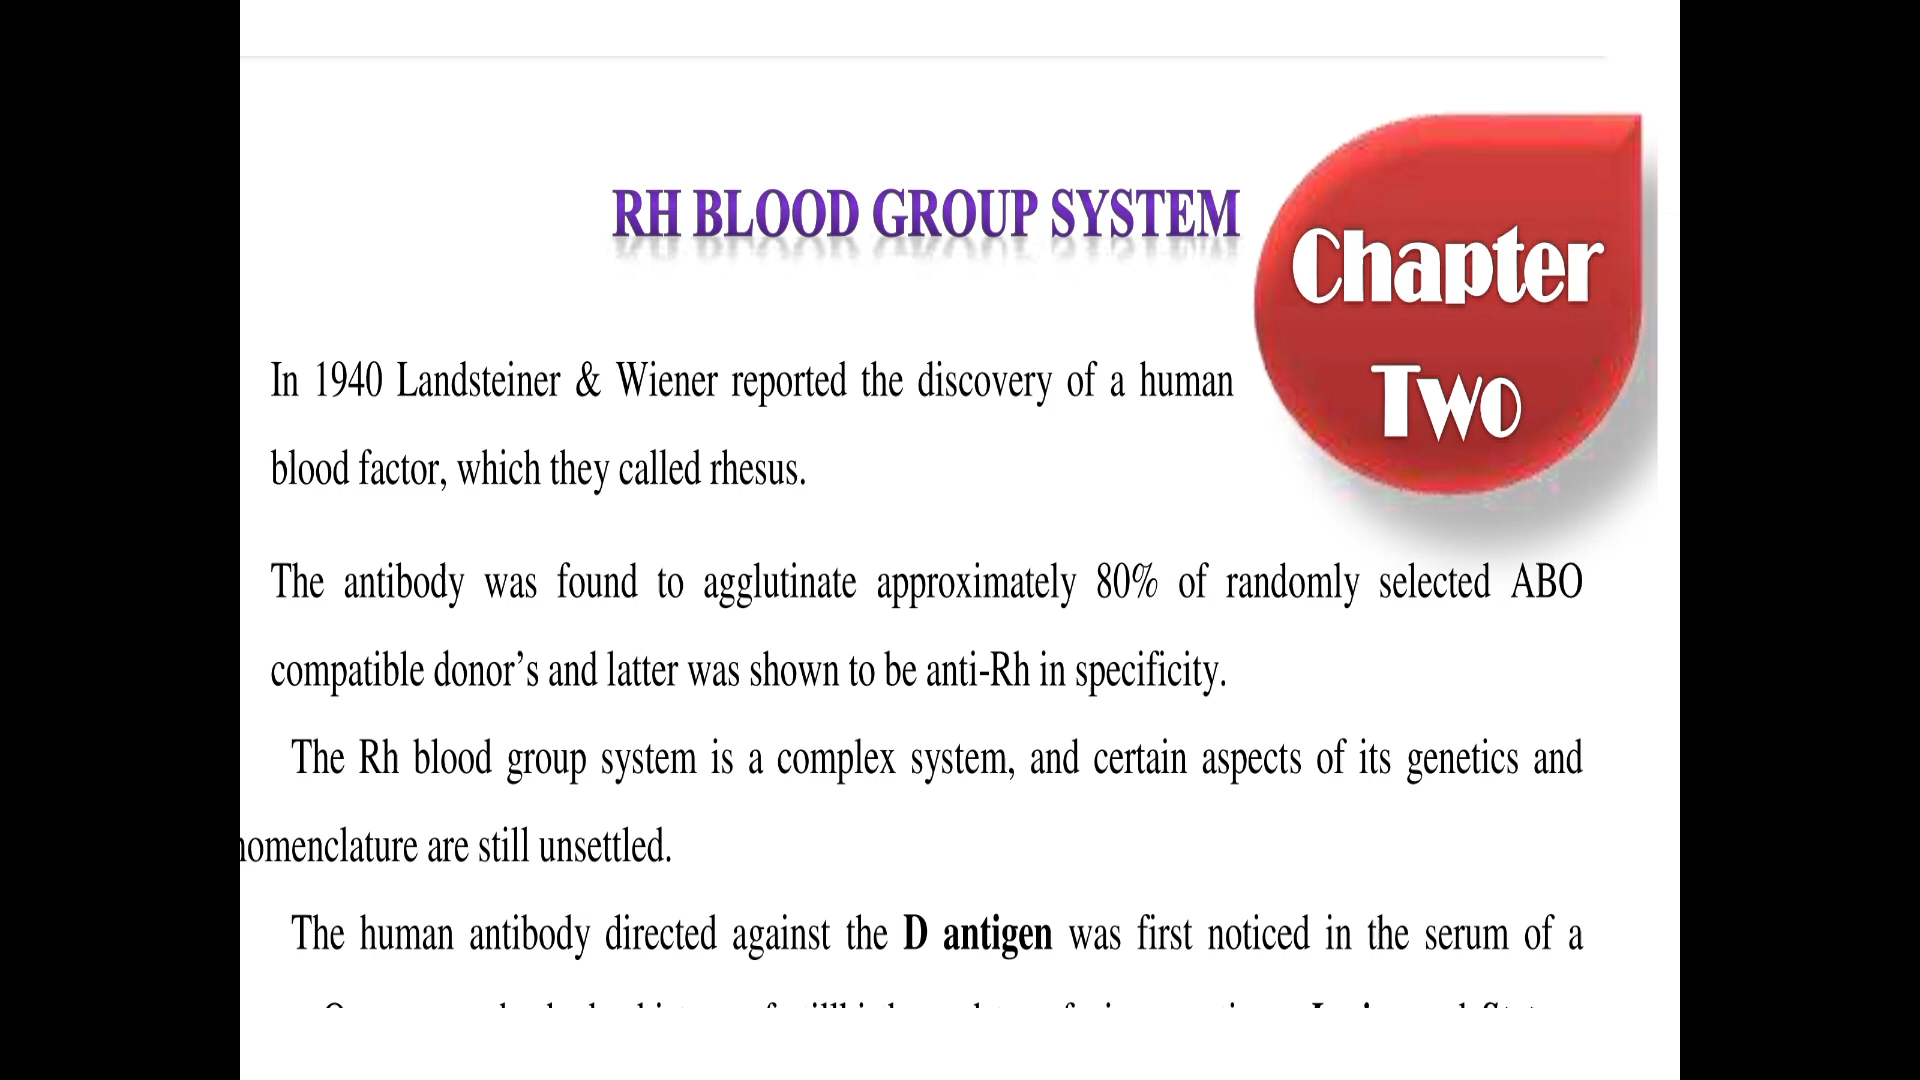 RH BLOOD GROUP SYSTEM
Chapter
Two
In 1940 Landsteiner & Wiener reported the discovery of a human
blood factor, which they called rhesus.
The antibody was found to agglutinate approximately 80% of randomly selected ABO
compatible donor’s and latter was shown to be anti-Rh in specificity.
The Rh blood group system is a complex system, and certain aspects of its genetics and
nomenclature are still unsettled.
The human antibody directed against the D antigen was first noticed in the serum of a